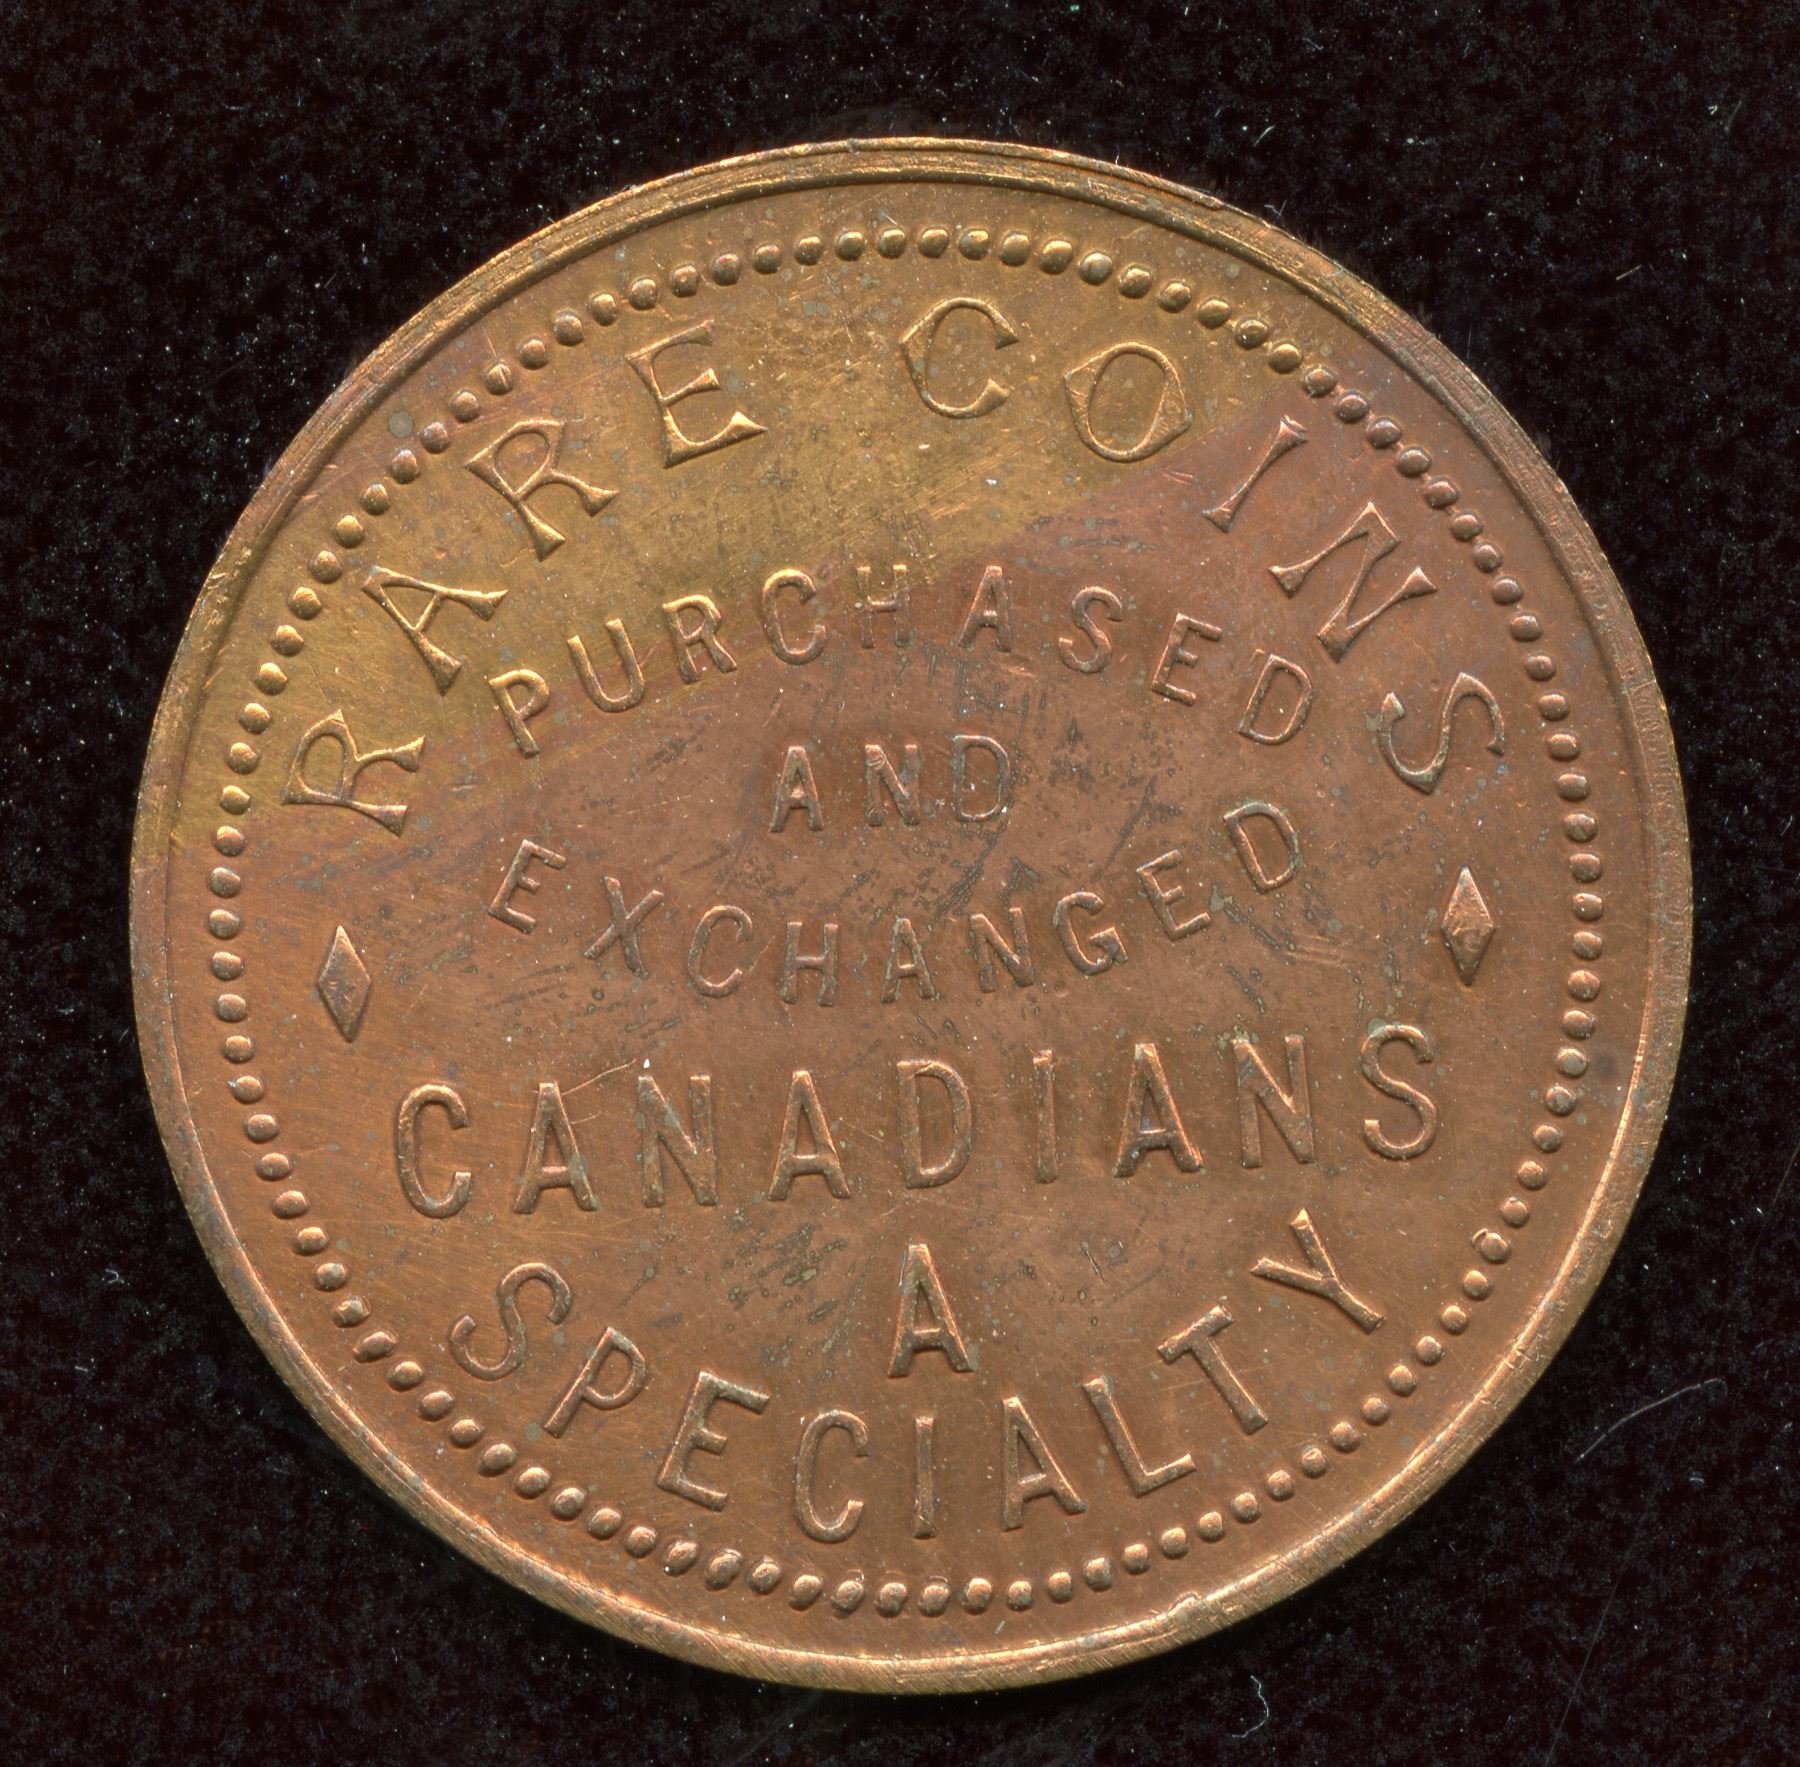 RARE COINS
PURCHASED
AND
EXCHANGED
CANADIANS
A
SPECIALTY